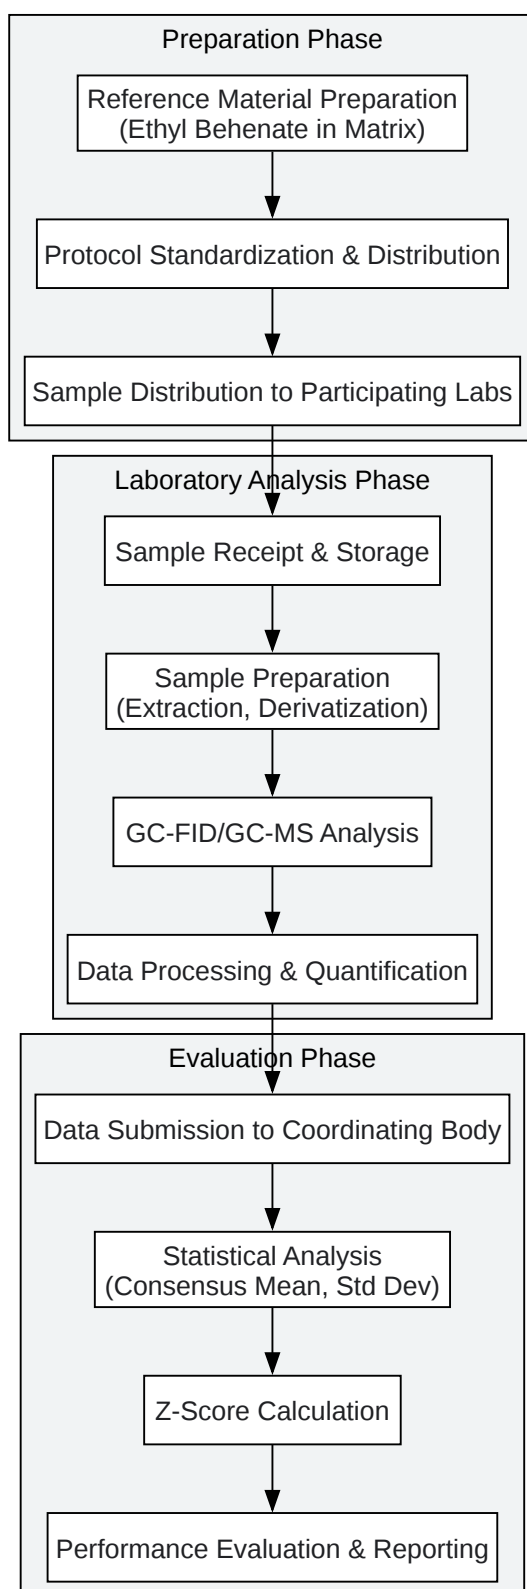 Preparation Phase
Reference Material Preparation
(Ethyl Behenate in Matrix)
Protocol Standardization & Distribution
Sample Distribution to Participating Labs
Laboratory Analysis Phase
Sample Receipt & Storage
Sample Preparation
(Extraction, Derivatization)
GC-FID/GC-MS Analysis
Data Processing & Quantification
Evaluation Phase
Data Submission to Coordinating Body
Statistical Analysis
(Consensus Mean, Std Dev)
Z-Score Calculation
Performance Evaluation & Reporting